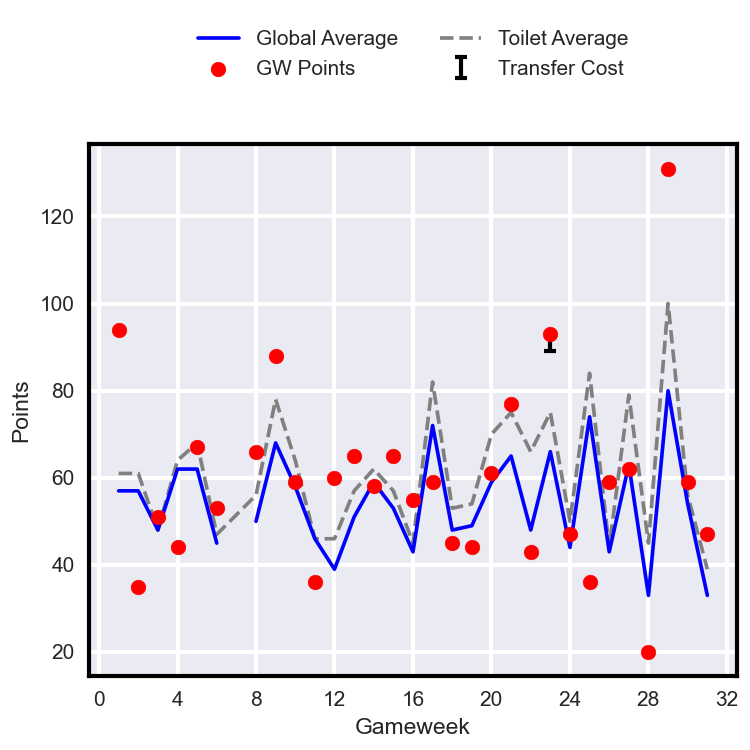 Global Average
GW Points
Toilet Average
Transfer Cost
120
100
80
60
40
20
Points
0 4 8 12 16 20 24 28 32
Gameweek